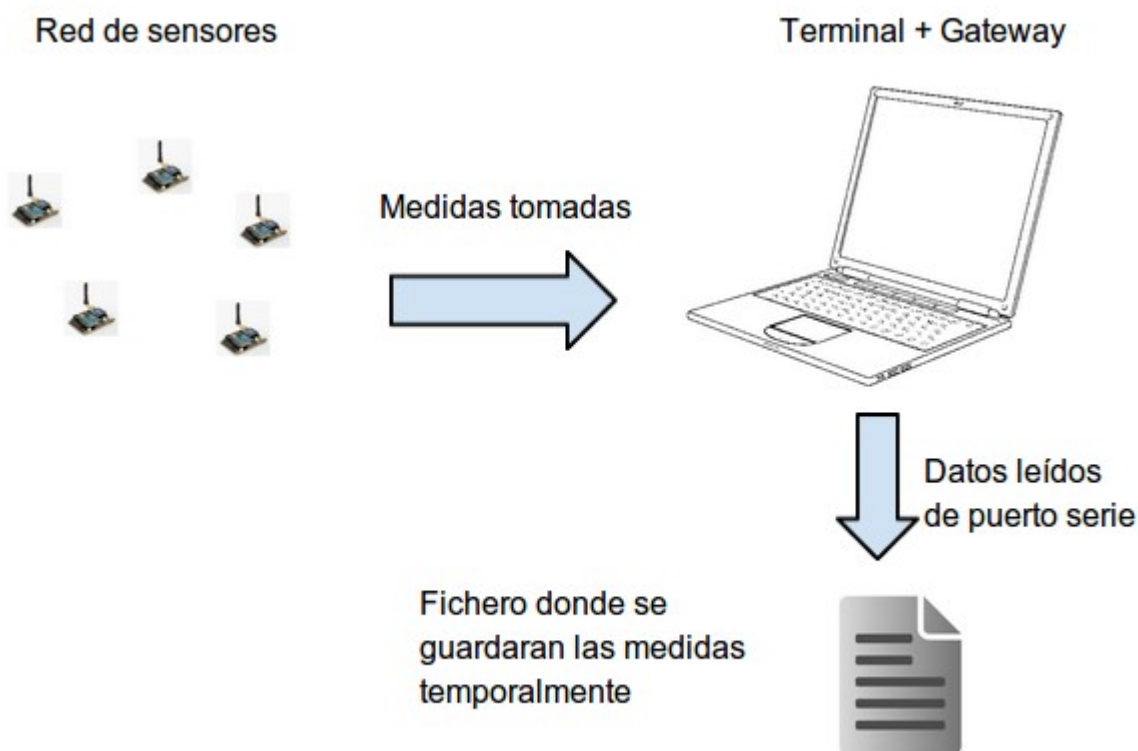 Red de sensores
Terminal + Gateway
Medidas tomadas
Datos leídos
de puerto serie
Fichero donde se
guardaran las medidas
temporalmente